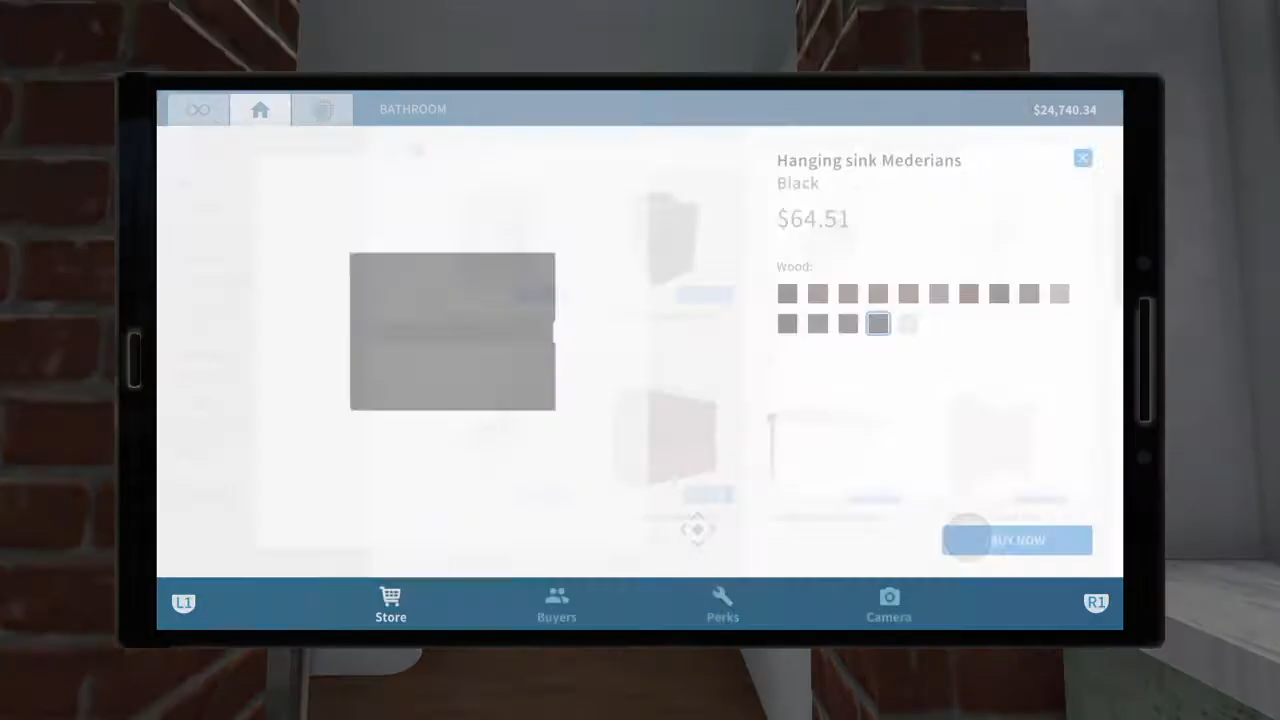 BATHROOM
$24,740.34
Hanging sink Mederians
Black
$64.51
Wood:
BUY NOW
L1
Store
Buyers
Perks
Camera
R1